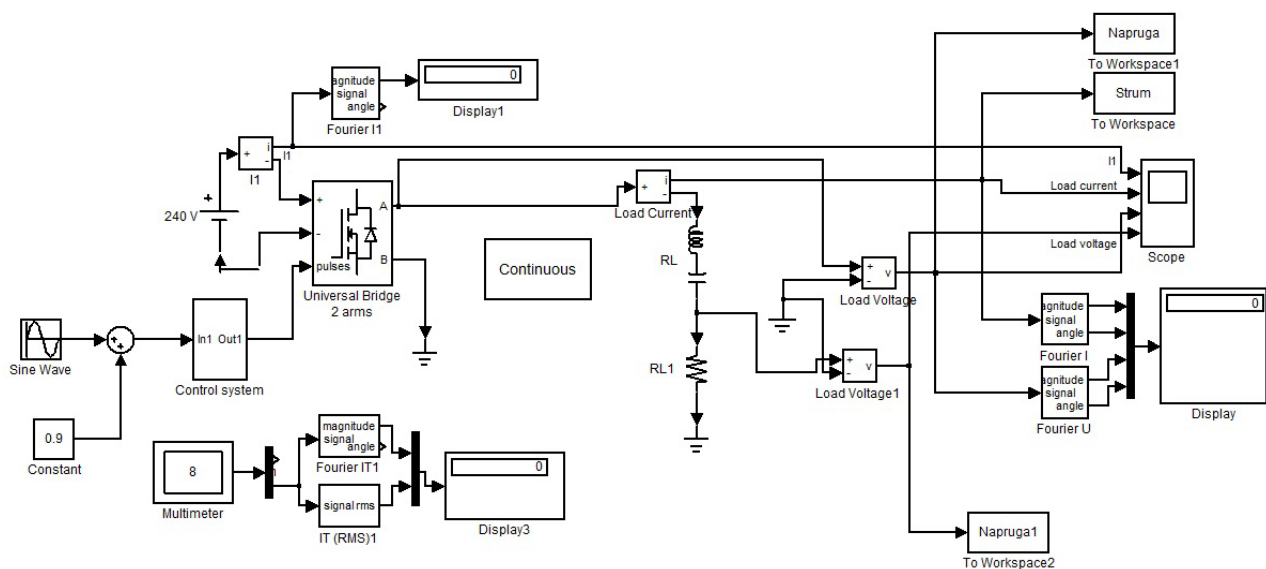 Napruga
To Workspace1
agnitude
signal
angle
Fourier I1
0
Display1
Strum
To Workspace
+ i
-
I1
I1
I1
240 V
+
+
-
pulses
A
B
Universal Bridge
2 arms
+ i
-
Load Current
Load current
Load voltage
Scope
Continuous
RL
+
-
v
Load Voltage
Sine Wave
+
+
In1 Out1
Control system
RL1
+
-
v
Load Voltage1
agnitude
signal
angle
Fourier I
agnitude
signal
angle
Fourier U
0
Display
0.9
Constant
8
Multimeter
magnitude
signal
angle
Fourier IT1
signal rms
IT (RMS)1
0
Display3
Napruga1
To Workspace2